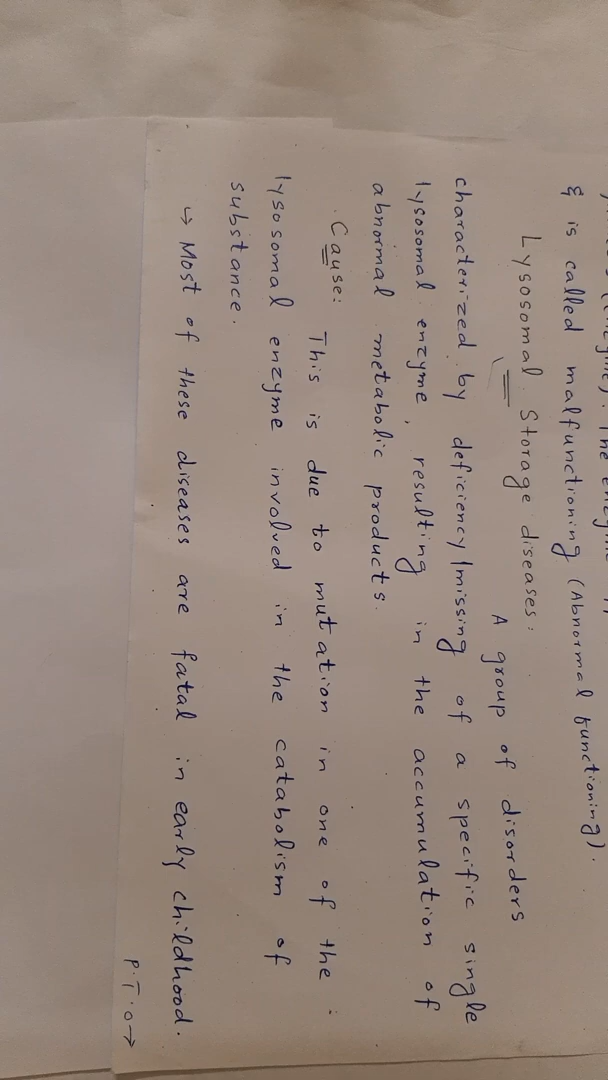 & is called malfunctioning (Abnormal functioning).
Lysosomal Storage diseases:
A group of disorders
characterized by deficiency/missing of a specific single
lysosomal enzyme, resulting in the accumulation of
abnormal metabolic products.
Cause: This is due to mutation in one of the
lysosomal enzyme involved in the catabolism of
substance.
↳ Most of these diseases are fatal in early childhood.
P.T.O→